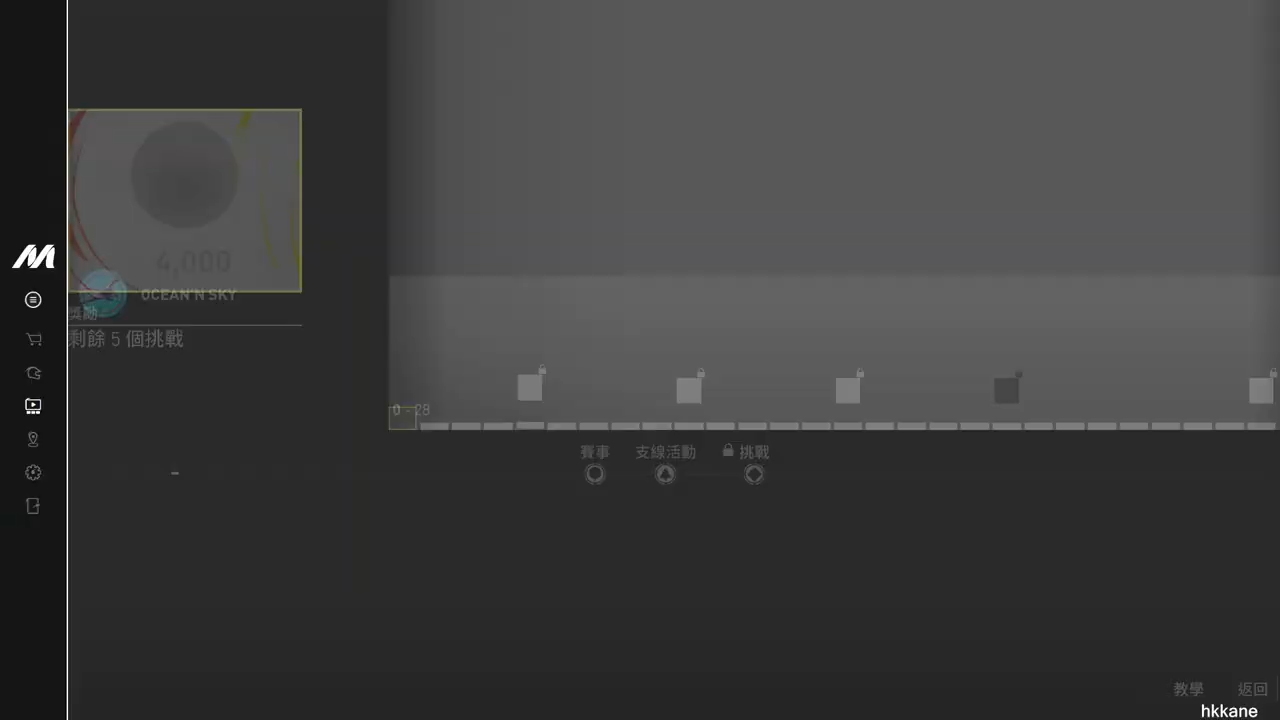 4,000
OCEAN'N SKY
獎勵
剩餘 5 個挑戰
0 - 28
賽事
支線活動
挑戰
教學
返回
hkkane